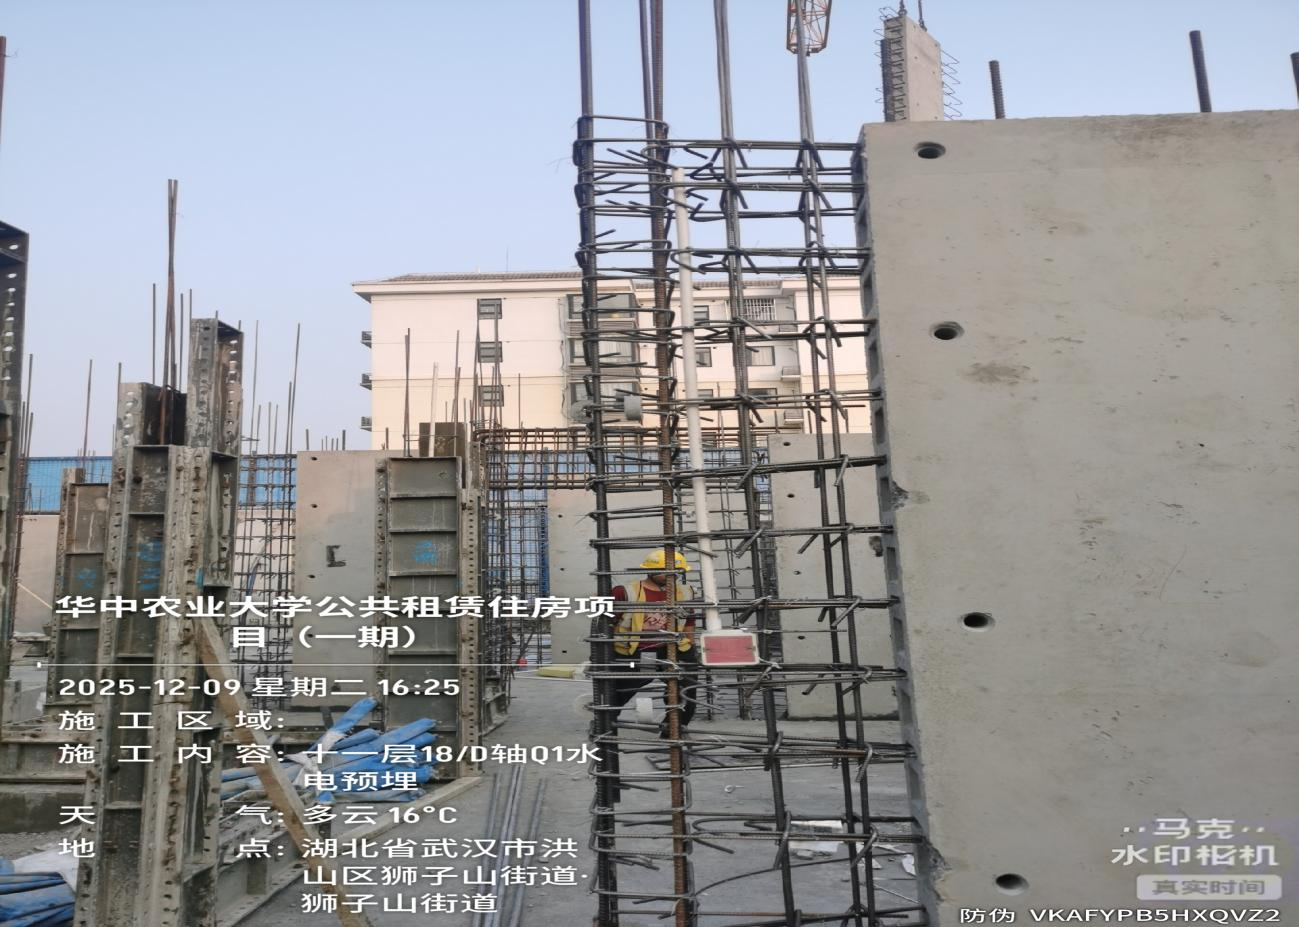 华中农业大学公共租赁住房项
目（一期）
2025-12-09 星期二 16:25
施工区域:
施工内容: 十一层18/D轴Q1水
电预埋
天气: 多云 16°C
地点: 湖北省武汉市洪
山区狮子山街道·
狮子山街道
马克
水印相机
真实时间
防伪 VKAFYPB5HXQVZ2